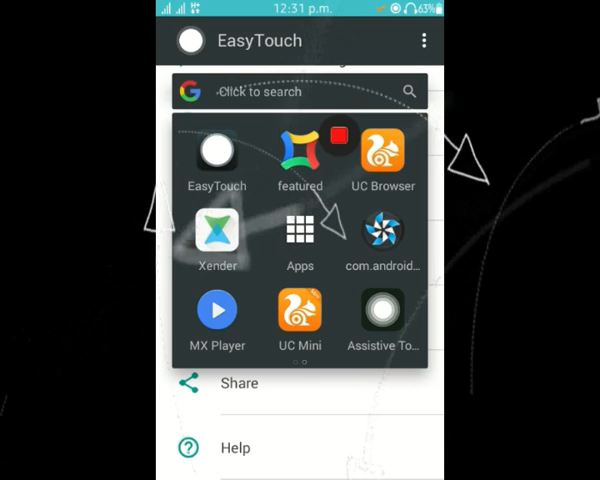 12:31 p.m.
63%
EasyTouch
Click to search
EasyTouch
featured
UC Browser
Xender
Apps
com.android...
MX Player
UC Mini
Assistive To...
Share
Help